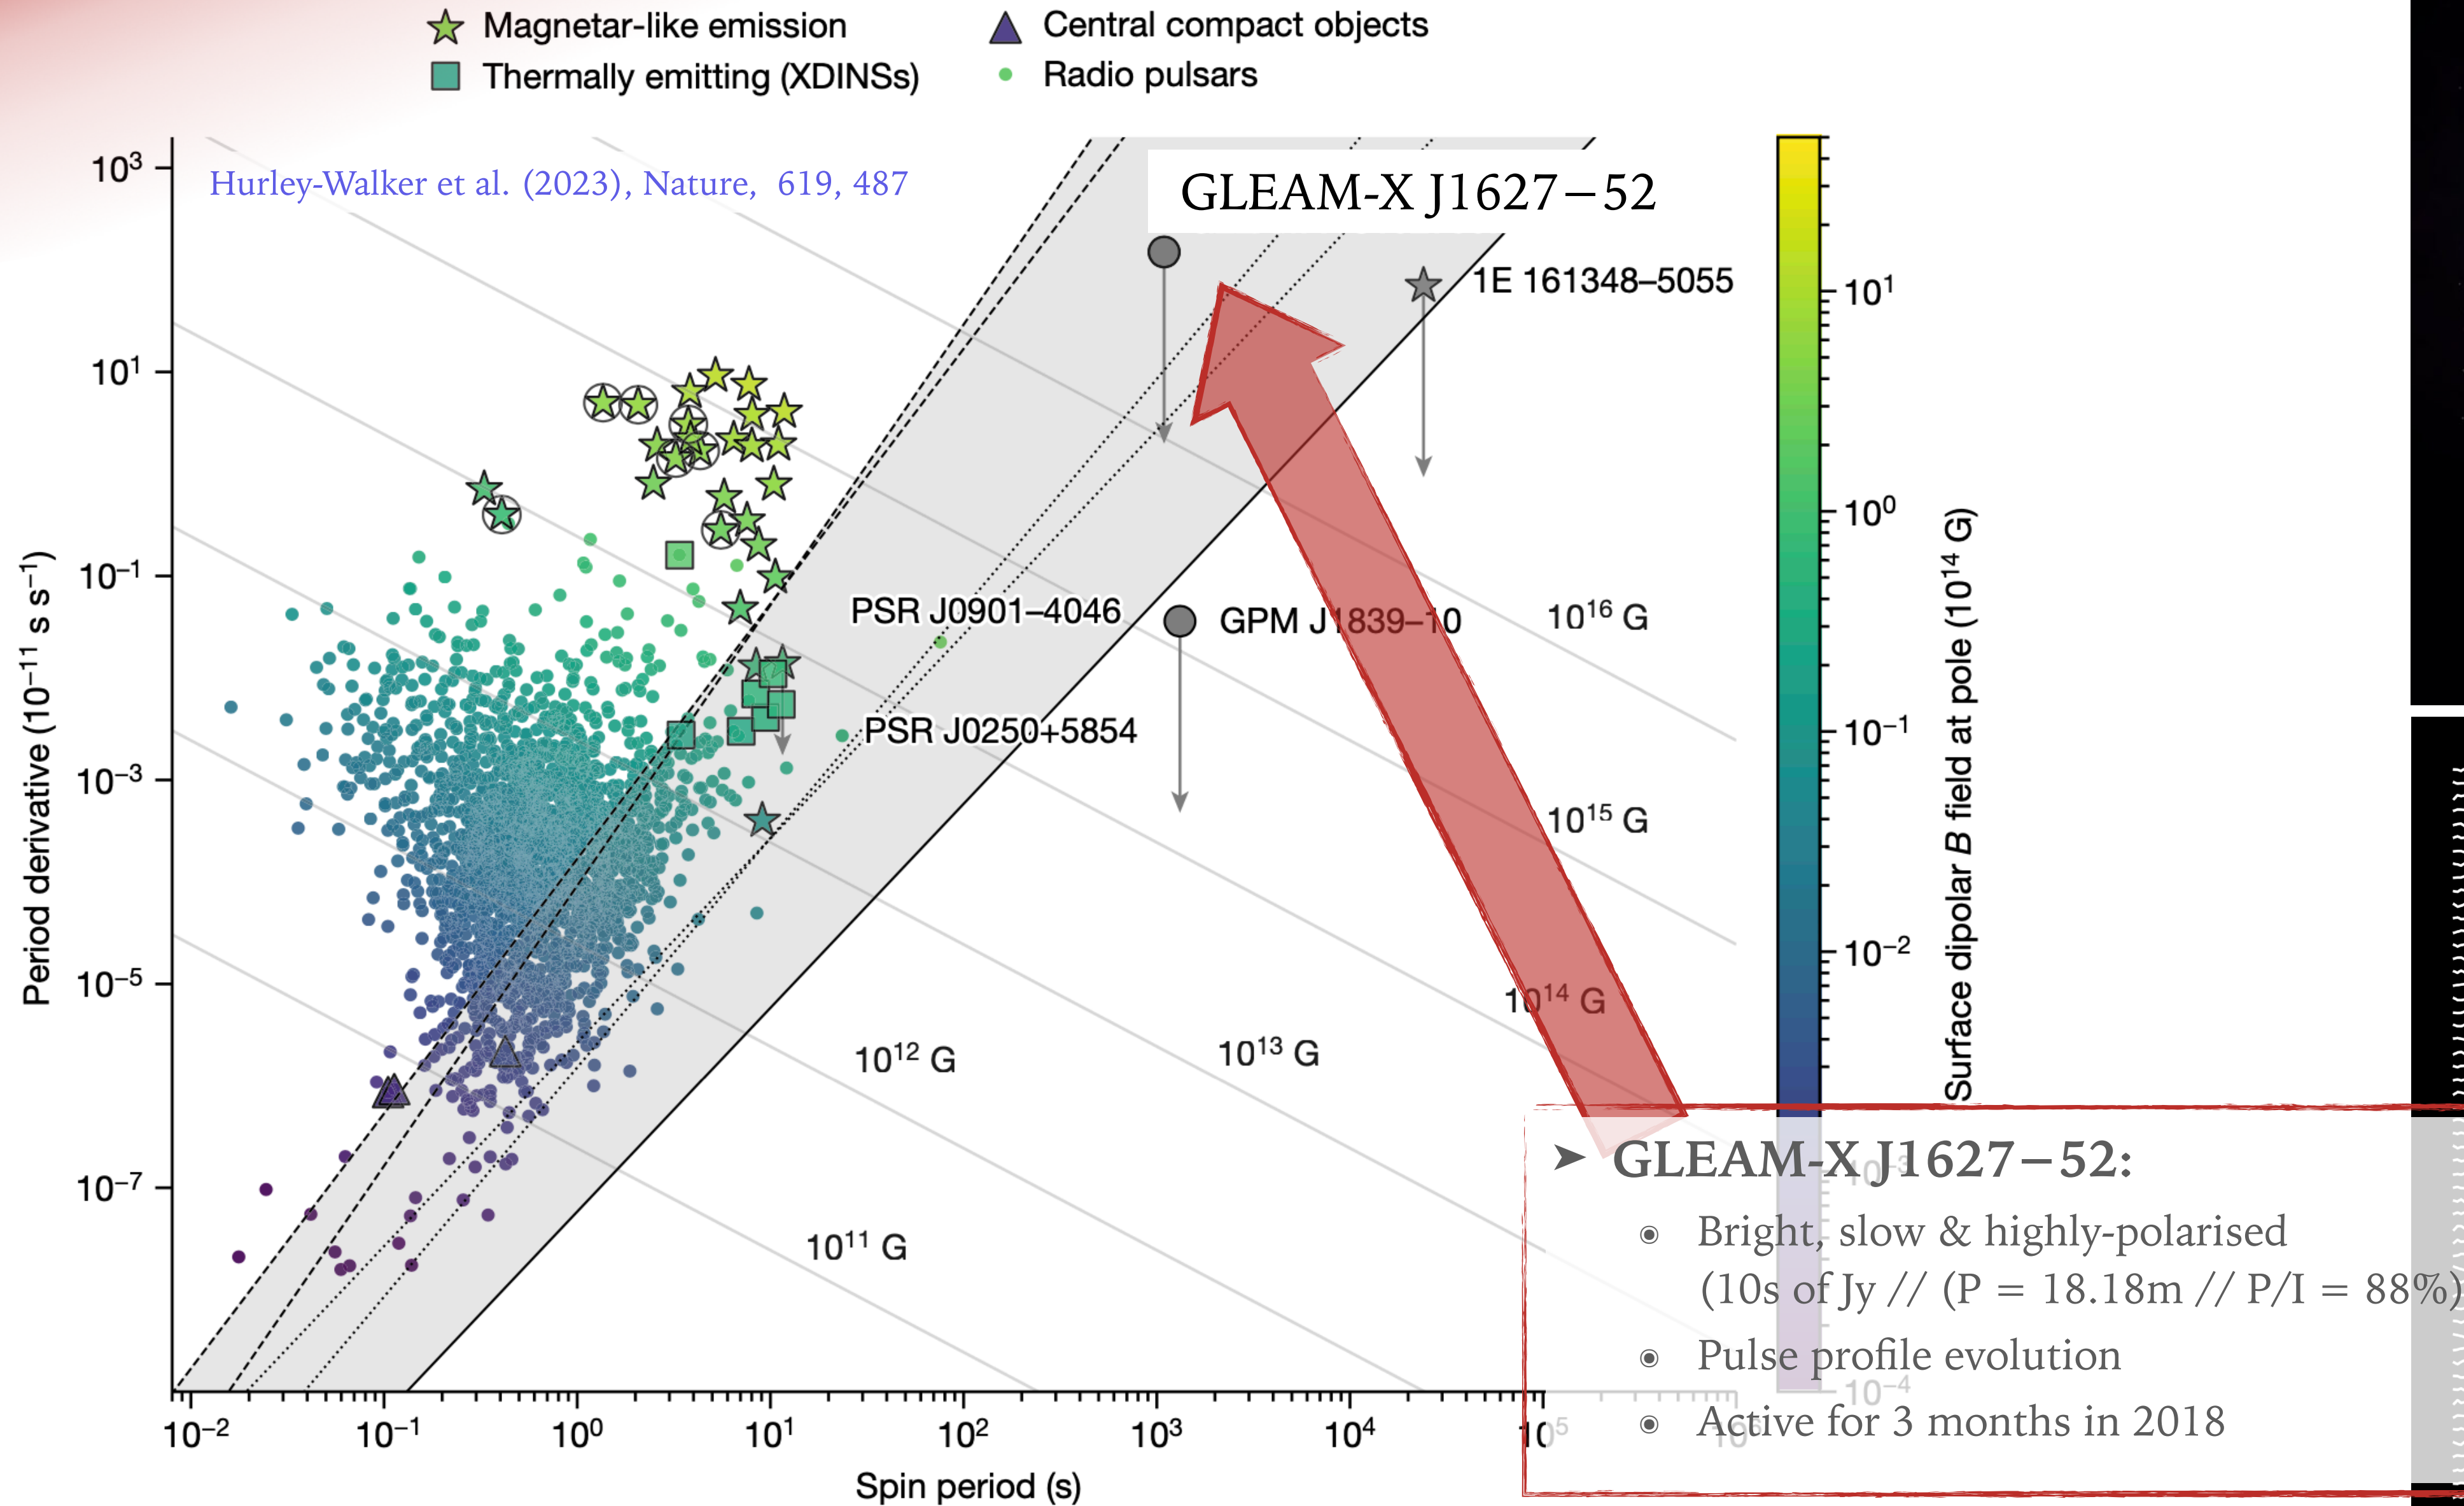 Magnetar-like emission
Central compact objects
Thermally emitting (XDINSs)
Radio pulsars
Hurley-Walker et al. (2023), Nature, 619, 487
GLEAM-X J1627−52
1E 161348–5055
PSR J0901–4046
GPM J1839–10
PSR J0250+5854
10¹⁶ G
10¹⁵ G
10¹⁴ G
10¹³ G
10¹² G
10¹¹ G
Period derivative (10⁻¹¹ s s⁻¹)
10³
10¹
10⁻¹
10⁻³
10⁻⁵
10⁻⁷
10⁻²
10⁻¹
10⁰
10¹
10²
10³
10⁴
10⁵
Spin period (s)
10¹
10⁰
10⁻¹
10⁻²
10⁻³
10⁻⁴
Surface dipolar B field at pole (10¹⁴ G)
➤ GLEAM-X J1627−52:
Bright, slow & highly-polarised
(10s of Jy // (P = 18.18m // P/I = 88%)
Pulse profile evolution
Active for 3 months in 2018